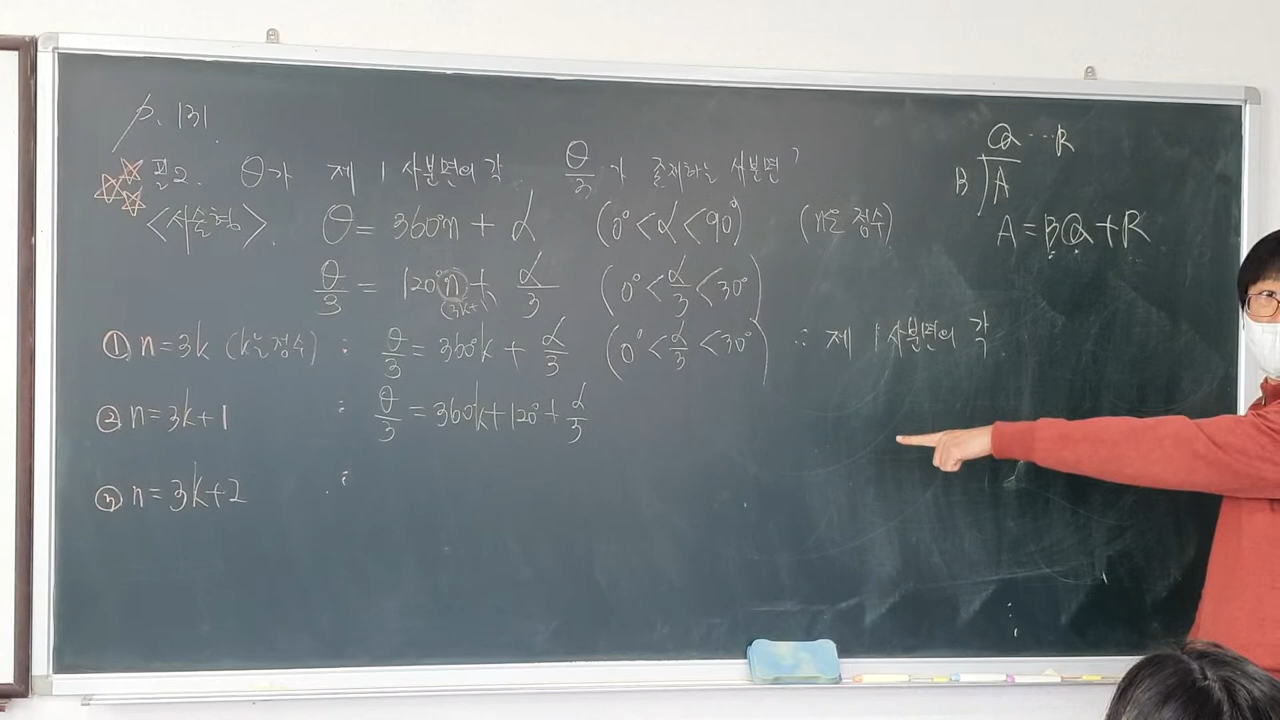 p. 131
필2. θ가 제 1 사분면의 각 θ/3가 존재하는 사분면?
<서술형> θ = 360°n + α (0° < α < 90°) (n은 정수)
θ/3 = 120°n + α/3 (0° < α/3 < 30°)
(3k+1)
① n = 3k (k는 정수) : θ/3 = 360°k + α/3 (0° < α/3 < 30°) ∴ 제 1 사분면의 각
② n = 3k+1 : θ/3 = 360°k + 120° + α/3
③ n = 3k+2 :
Q ... R
B ) A
A = BQ + R